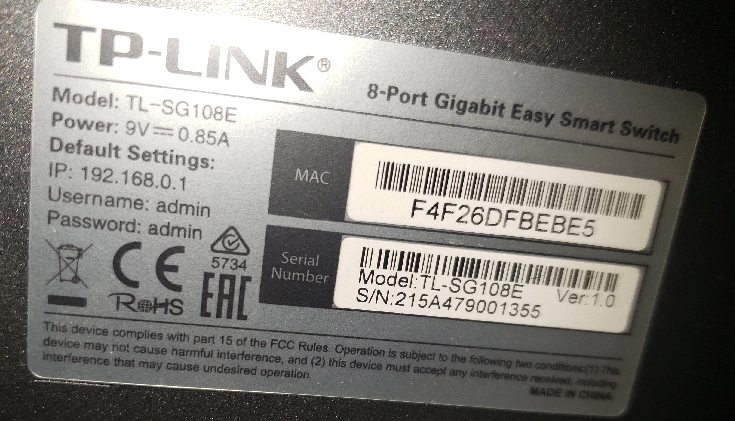 TP-LINK®
8-Port Gigabit Easy Smart Switch
Model: TL-SG108E
Power: 9V⎓0.85A
Default Settings:
IP: 192.168.0.1
Username: admin
Password: admin
MAC
F4F26DFBEBE5
Serial Number
Model:TL-SG108E Ver:1.0
S/N:215A479001355
5734
CE
RoHS
EAC
This device complies with part 15 of the FCC Rules. Operation is subject to the following two conditions:(1) This
device may not cause harmful interference, and (2) this device must accept any interference received, including
interference that may cause undesired operation.
MADE IN CHINA